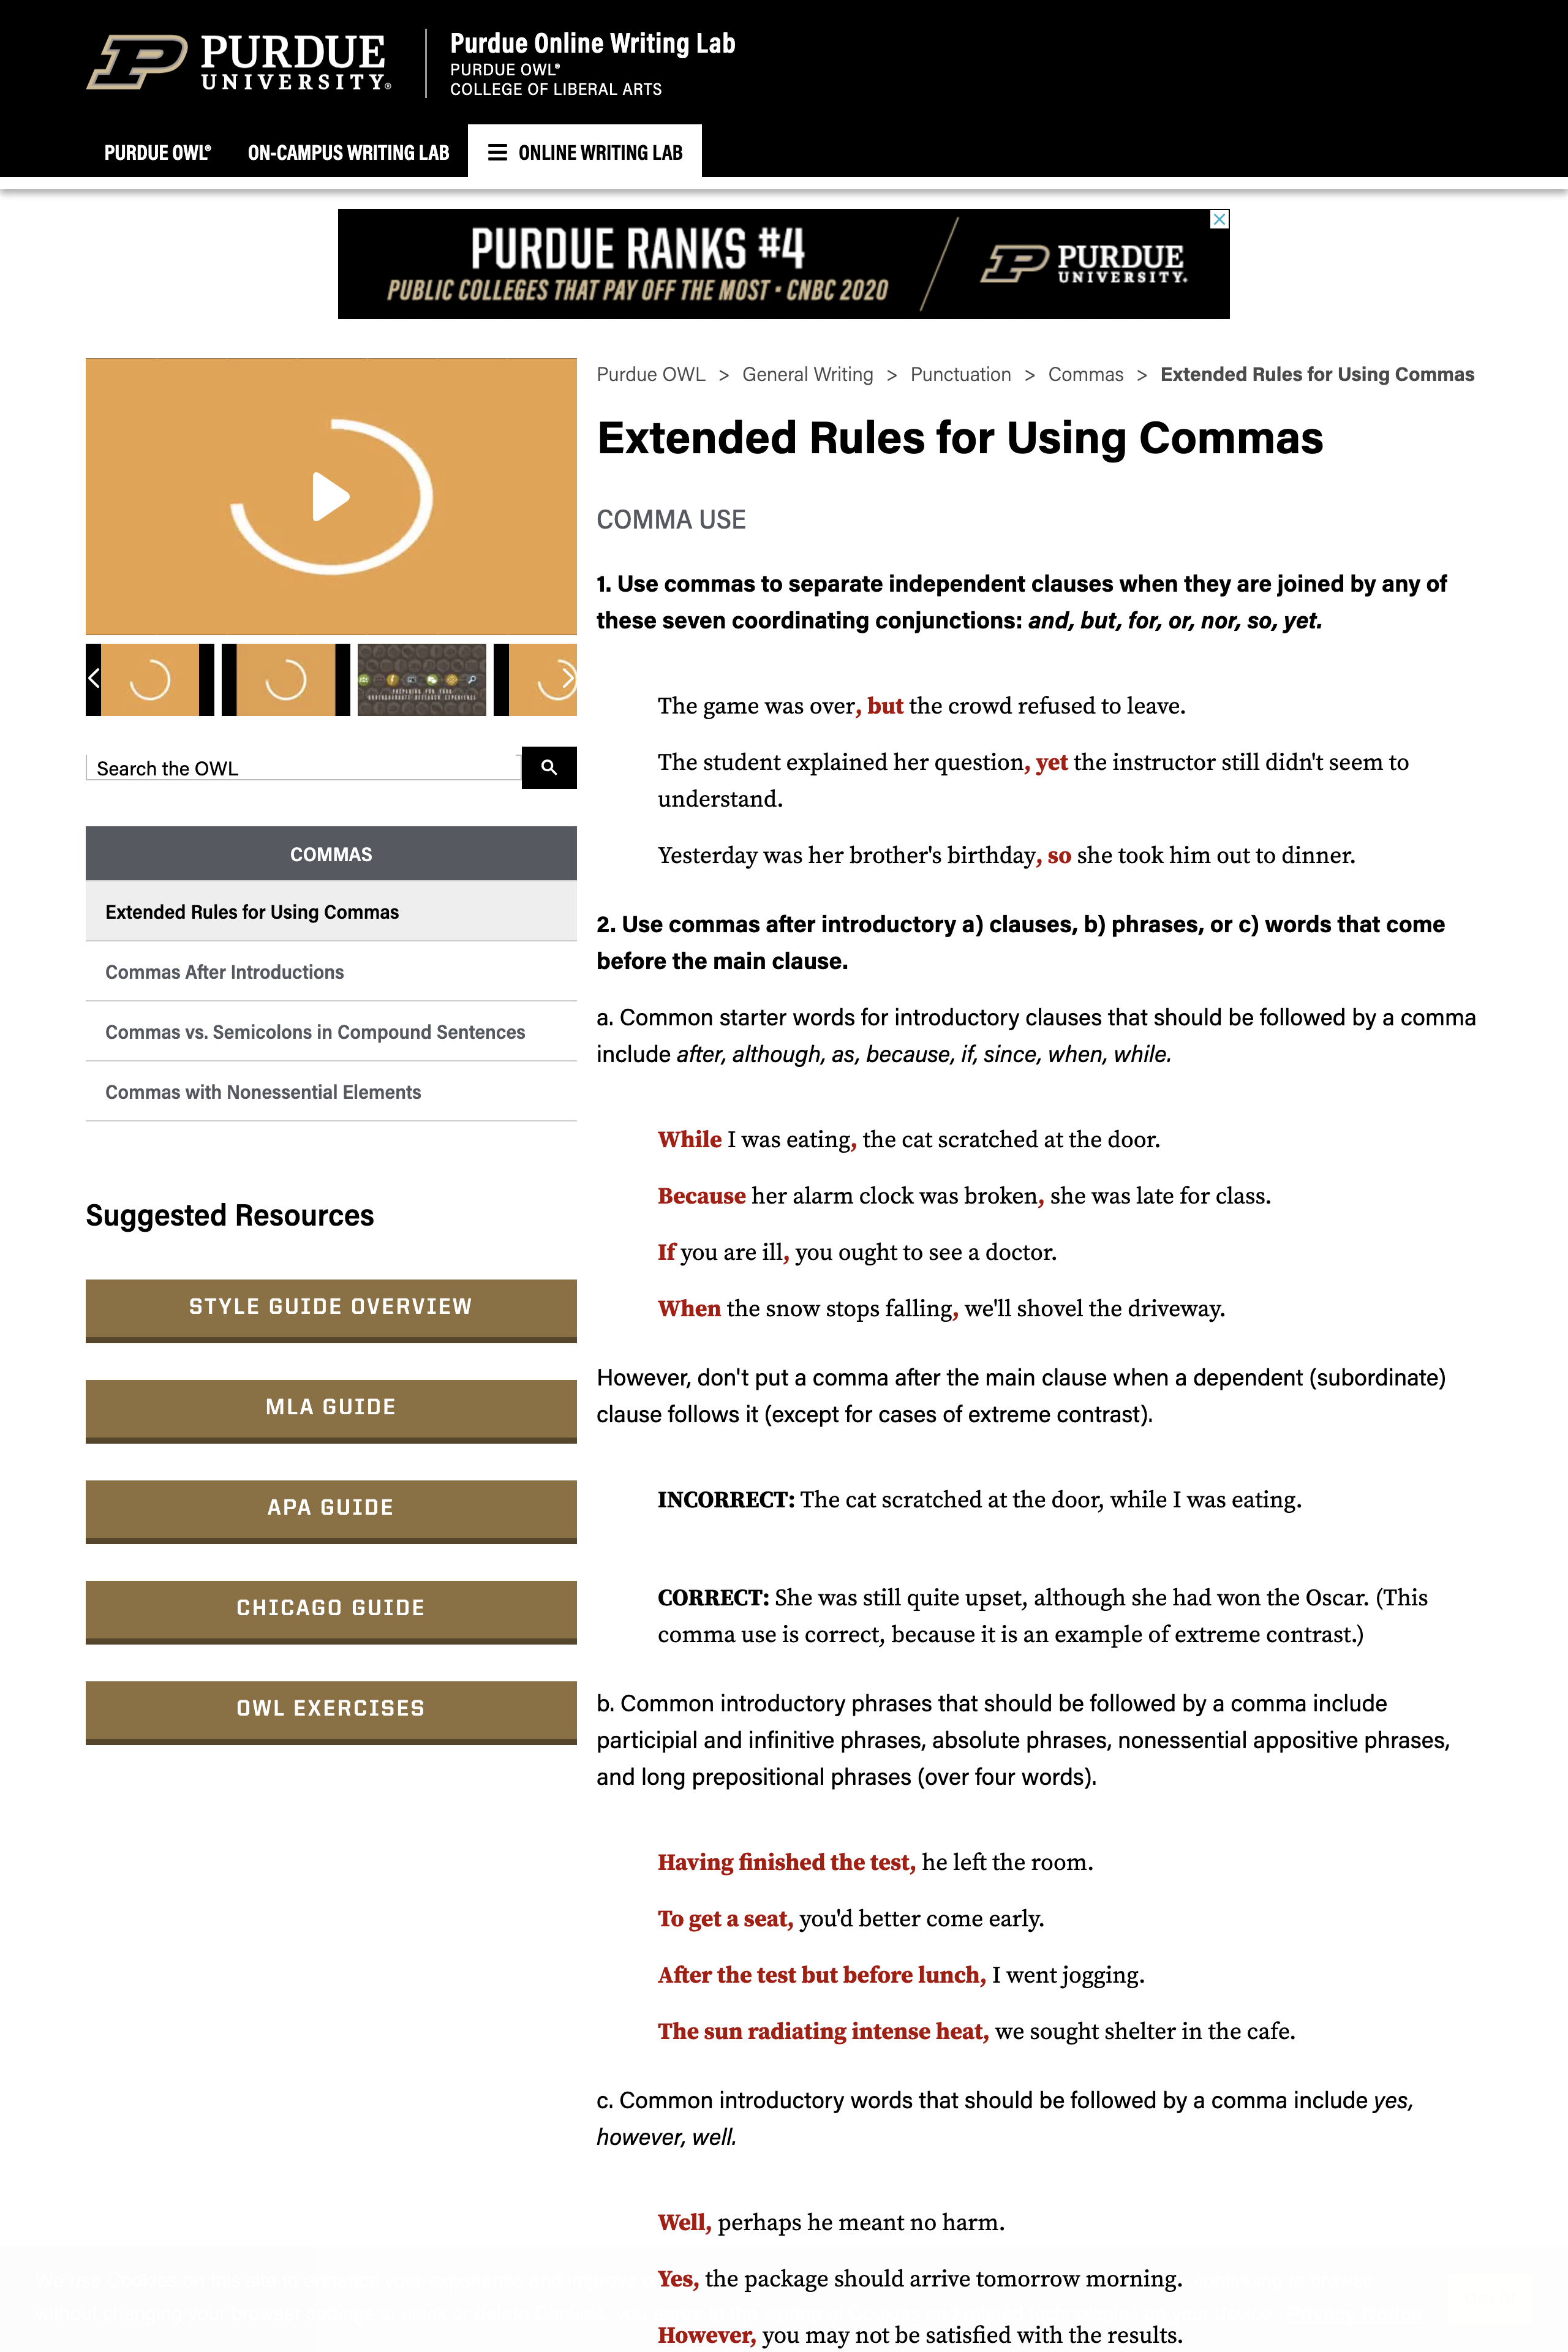 PURDUE
UNIVERSITY®
Purdue Online Writing Lab
PURDUE OWL®
COLLEGE OF LIBERAL ARTS
PURDUE OWL®
ON-CAMPUS WRITING LAB
ONLINE WRITING LAB
PURDUE RANKS #4
PUBLIC COLLEGES THAT PAY OFF THE MOST · CNBC 2020
PURDUE
UNIVERSITY®
Search the OWL
COMMAS
Extended Rules for Using Commas
Commas After Introductions
Commas vs. Semicolons in Compound Sentences
Commas with Nonessential Elements
Suggested Resources
STYLE GUIDE OVERVIEW
MLA GUIDE
APA GUIDE
CHICAGO GUIDE
OWL EXERCISES
Purdue OWL > General Writing > Punctuation > Commas > Extended Rules for Using Commas
Extended Rules for Using Commas
COMMA USE
1. Use commas to separate independent clauses when they are joined by any of
these seven coordinating conjunctions: and, but, for, or, nor, so, yet.
The game was over, but the crowd refused to leave.
The student explained her question, yet the instructor still didn't seem to
understand.
Yesterday was her brother's birthday, so she took him out to dinner.
2. Use commas after introductory a) clauses, b) phrases, or c) words that come
before the main clause.
a. Common starter words for introductory clauses that should be followed by a comma
include after, although, as, because, if, since, when, while.
While I was eating, the cat scratched at the door.
Because her alarm clock was broken, she was late for class.
If you are ill, you ought to see a doctor.
When the snow stops falling, we'll shovel the driveway.
However, don't put a comma after the main clause when a dependent (subordinate)
clause follows it (except for cases of extreme contrast).
INCORRECT: The cat scratched at the door, while I was eating.
CORRECT: She was still quite upset, although she had won the Oscar. (This
comma use is correct, because it is an example of extreme contrast.)
b. Common introductory phrases that should be followed by a comma include
participial and infinitive phrases, absolute phrases, nonessential appositive phrases,
and long prepositional phrases (over four words).
Having finished the test, he left the room.
To get a seat, you'd better come early.
After the test but before lunch, I went jogging.
The sun radiating intense heat, we sought shelter in the cafe.
c. Common introductory words that should be followed by a comma include yes,
however, well.
Well, perhaps he meant no harm.
Yes, the package should arrive tomorrow morning.
However, you may not be satisfied with the results.